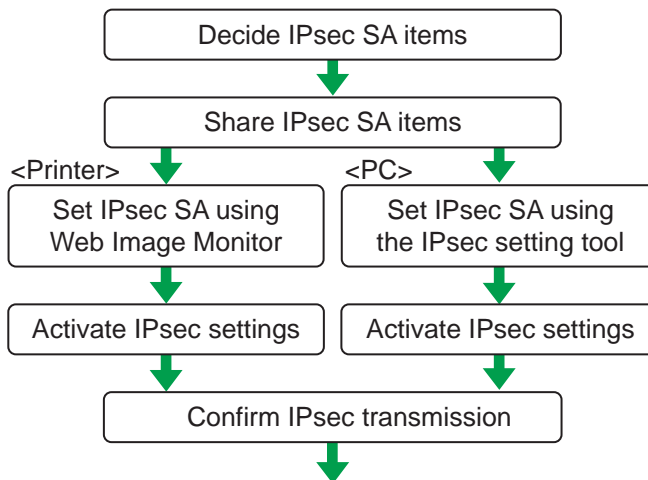 Decide IPsec SA items
Share IPsec SA items
<Printer>
Set IPsec SA using
Web Image Monitor
Activate IPsec settings
<PC>
Set IPsec SA using
the IPsec setting tool
Activate IPsec settings
Confirm IPsec transmission